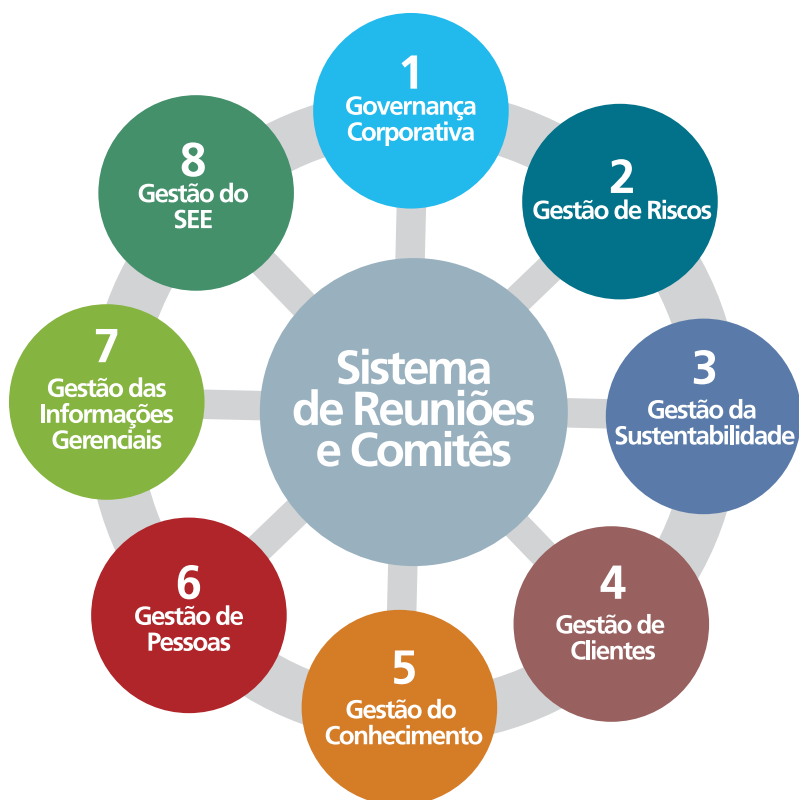 1
Governança
Corporativa
2
Gestão de Riscos
3
Gestão da
Sustentabilidade
4
Gestão de
Clientes
5
Gestão do
Conhecimento
6
Gestão de
Pessoas
7
Gestão das
Informações
Gerenciais
8
Gestão do
SEE
Sistema
de Reuniões
e Comitês